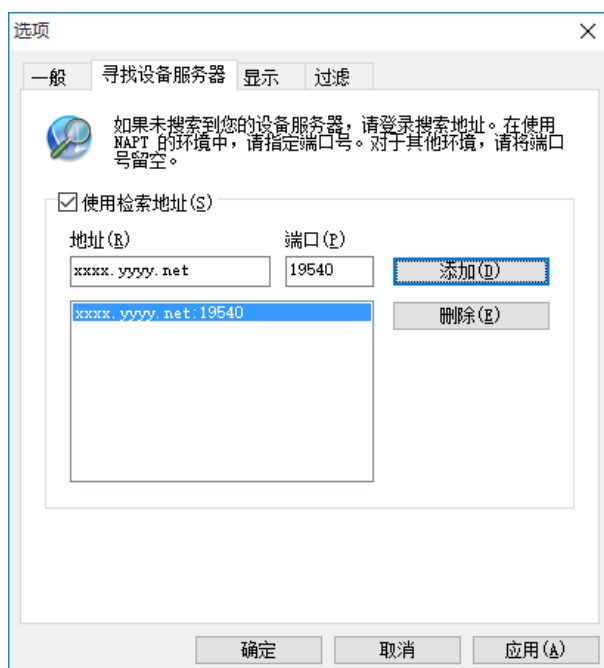 选项
一般 寻找设备服务器 显示 过滤
如果未搜索到您的设备服务器，请登录搜索地址。在使用
NAPT 的环境中，请指定端口号。对于其他环境，请将端口
号留空。
使用检索地址(S)
地址(R) 端口(P)
xxxx.yyyy.net 19540 添加(D)
xxxx.yyyy.net:19540 删除(E)
确定 取消 应用(A)